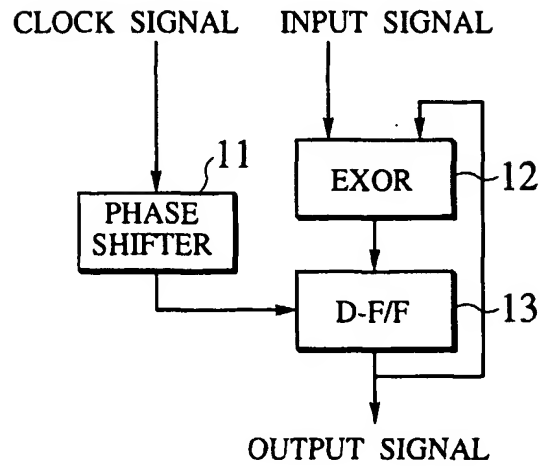 CLOCK SIGNAL
INPUT SIGNAL
11
PHASE
SHIFTER
EXOR
12
D-F/F
13
OUTPUT SIGNAL